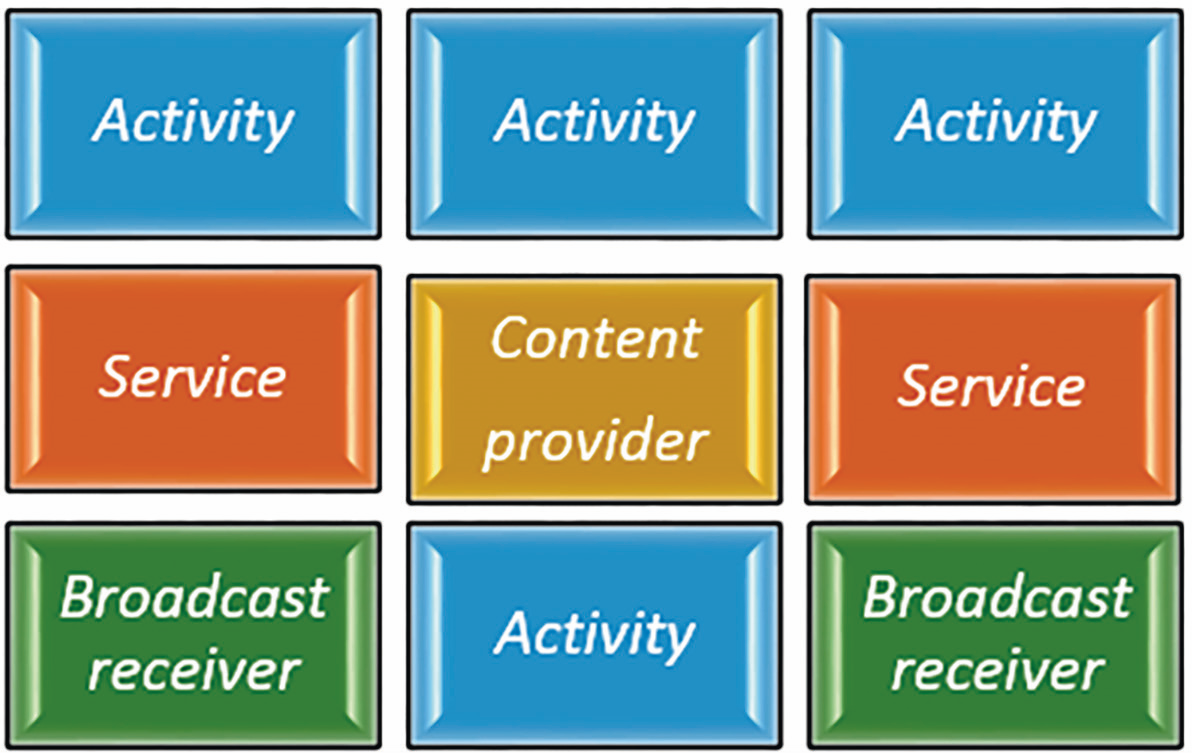 Activity
Activity
Activity
Service
Content
provider
Service
Broadcast
receiver
Activity
Broadcast
receiver